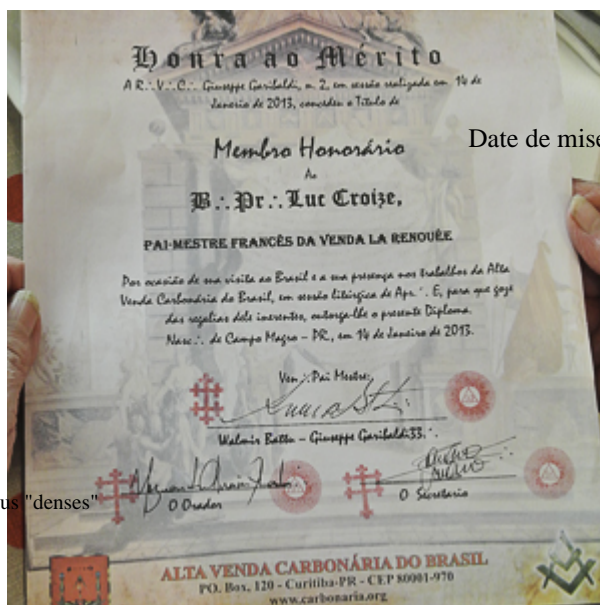 Honra ao Mérito
A R∴V∴C∴ Giuseppe Garibaldi, n. 2, em sessão realizada em 14 de
Janeiro de 2013, concedeu o Título de
Membro Honorário
Ao
B∴Pr∴Luc Croize,
PAI-MESTRE FRANCÊS DA VENDA LA RENOUÉE
Por ocasião de sua visita ao Brasil e a sua presença nos trabalhos da Alta
Venda Carbonária do Brasil, em sessão litúrgica de Apr.'. E, para que goze
das regalias dele inerentes, outorga-lhe o presente Diploma.
Nasc.'. de Campo Magro – PR, em 14 de Janeiro de 2013.
Ven∴Pai Mestre,
Walmir Battu – Giuseppe Garibaldi33.'.
O Orador
O Secretario
ALTA VENDA CARBONÁRIA DO BRASIL
PO. Box, 120 - Curitiba-PR - CEP 80001-970
www.carbonaria.org
Date de mise
us "denses"